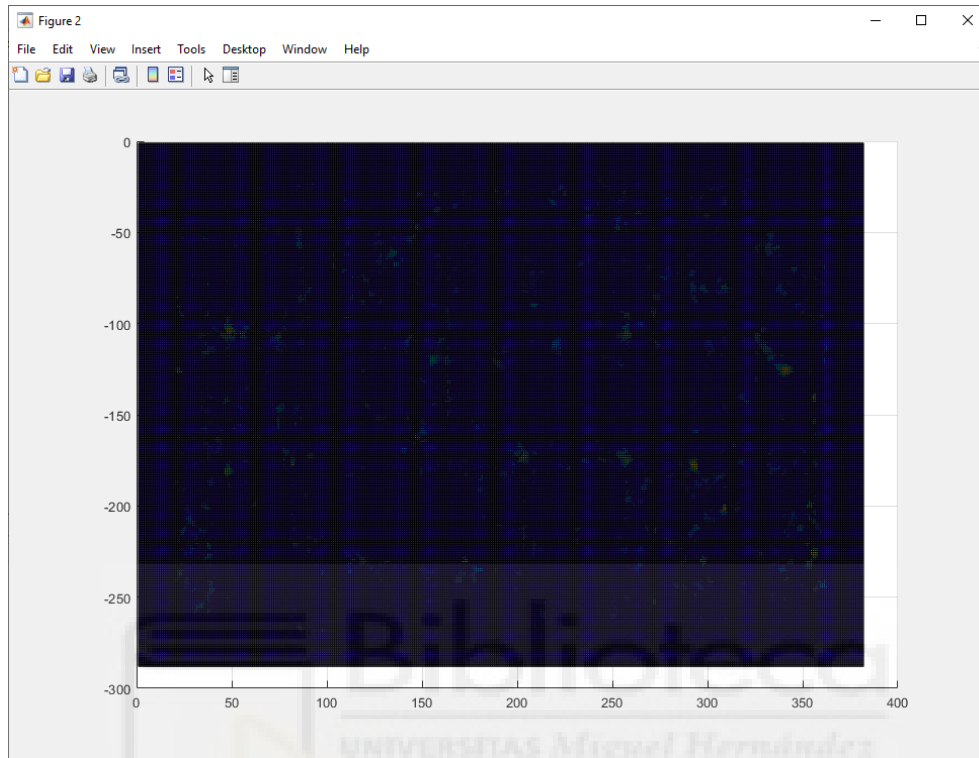 Figure 2
File Edit View Insert Tools Desktop Window Help
0
-50
-100
-150
-200
-250
-300
0 50 100 150 200 250 300 350 400
Biblioteca
UNIVERSITAS Miguel Hernández